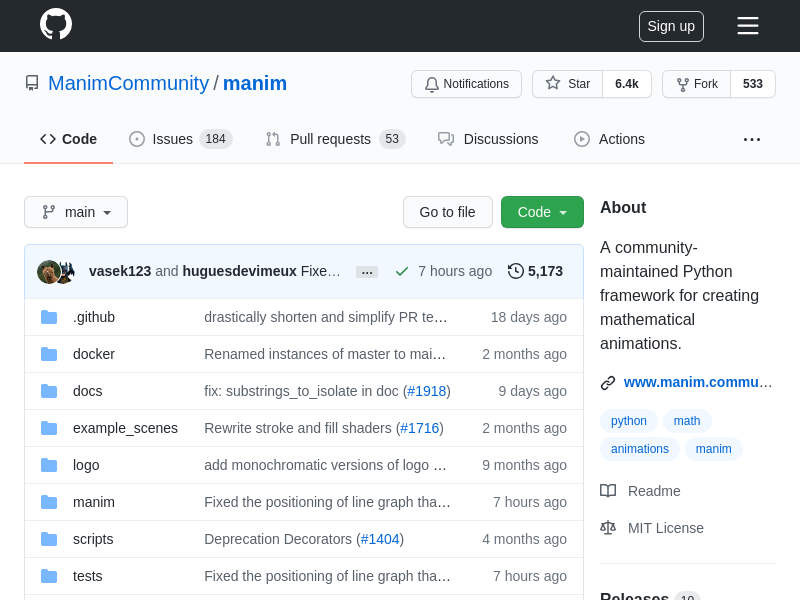 Sign up
ManimCommunity / manim
Notifications Star 6.4k Fork 533
Code Issues 184 Pull requests 53 Discussions Actions ...
main Go to file Code
vasek123 and huguesdevimeux Fixe… ... 7 hours ago 5,173
.github drastically shorten and simplify PR te… 18 days ago
docker Renamed instances of master to mai… 2 months ago
docs fix: substrings_to_isolate in doc (#1918) 9 days ago
example_scenes Rewrite stroke and fill shaders (#1716) 2 months ago
logo add monochromatic versions of logo … 9 months ago
manim Fixed the positioning of line graph tha… 7 hours ago
scripts Deprecation Decorators (#1404) 4 months ago
tests Fixed the positioning of line graph tha… 7 hours ago
About
A community-
maintained Python
framework for creating
mathematical
animations.
www.manim.commu…
python math
animations manim
Readme
MIT License
Releases 10